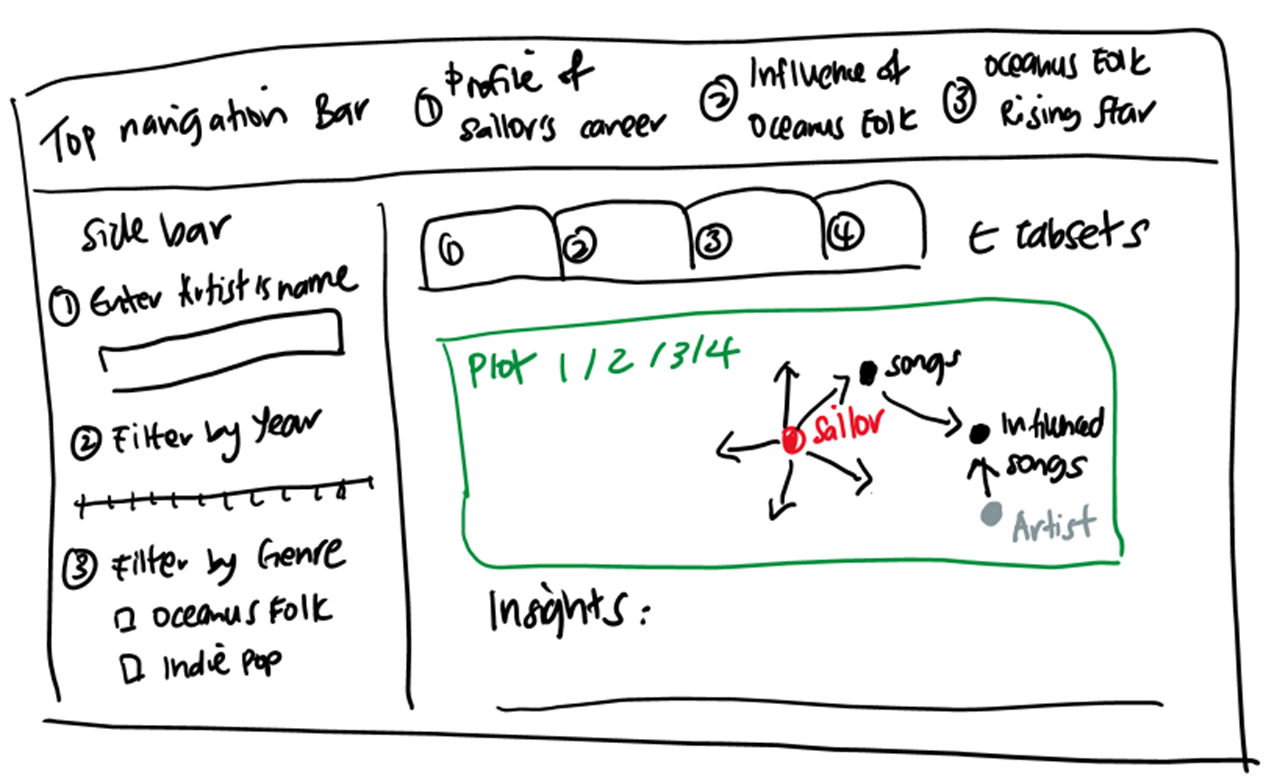 Top navigation Bar
① Profile of
Sailor's career
② Influence of
Oceanus Folk
③ Oceanus Folk
Rising Star
Side bar
① Enter Artist's name
② Filter by Year
③ Filter by Genre
Oceanus Folk
Indie Pop
① ② ③ ④ ← tabsets
Plot 1/2/3/4
songs
Sailor
Influnced
songs
Artist
Insights: